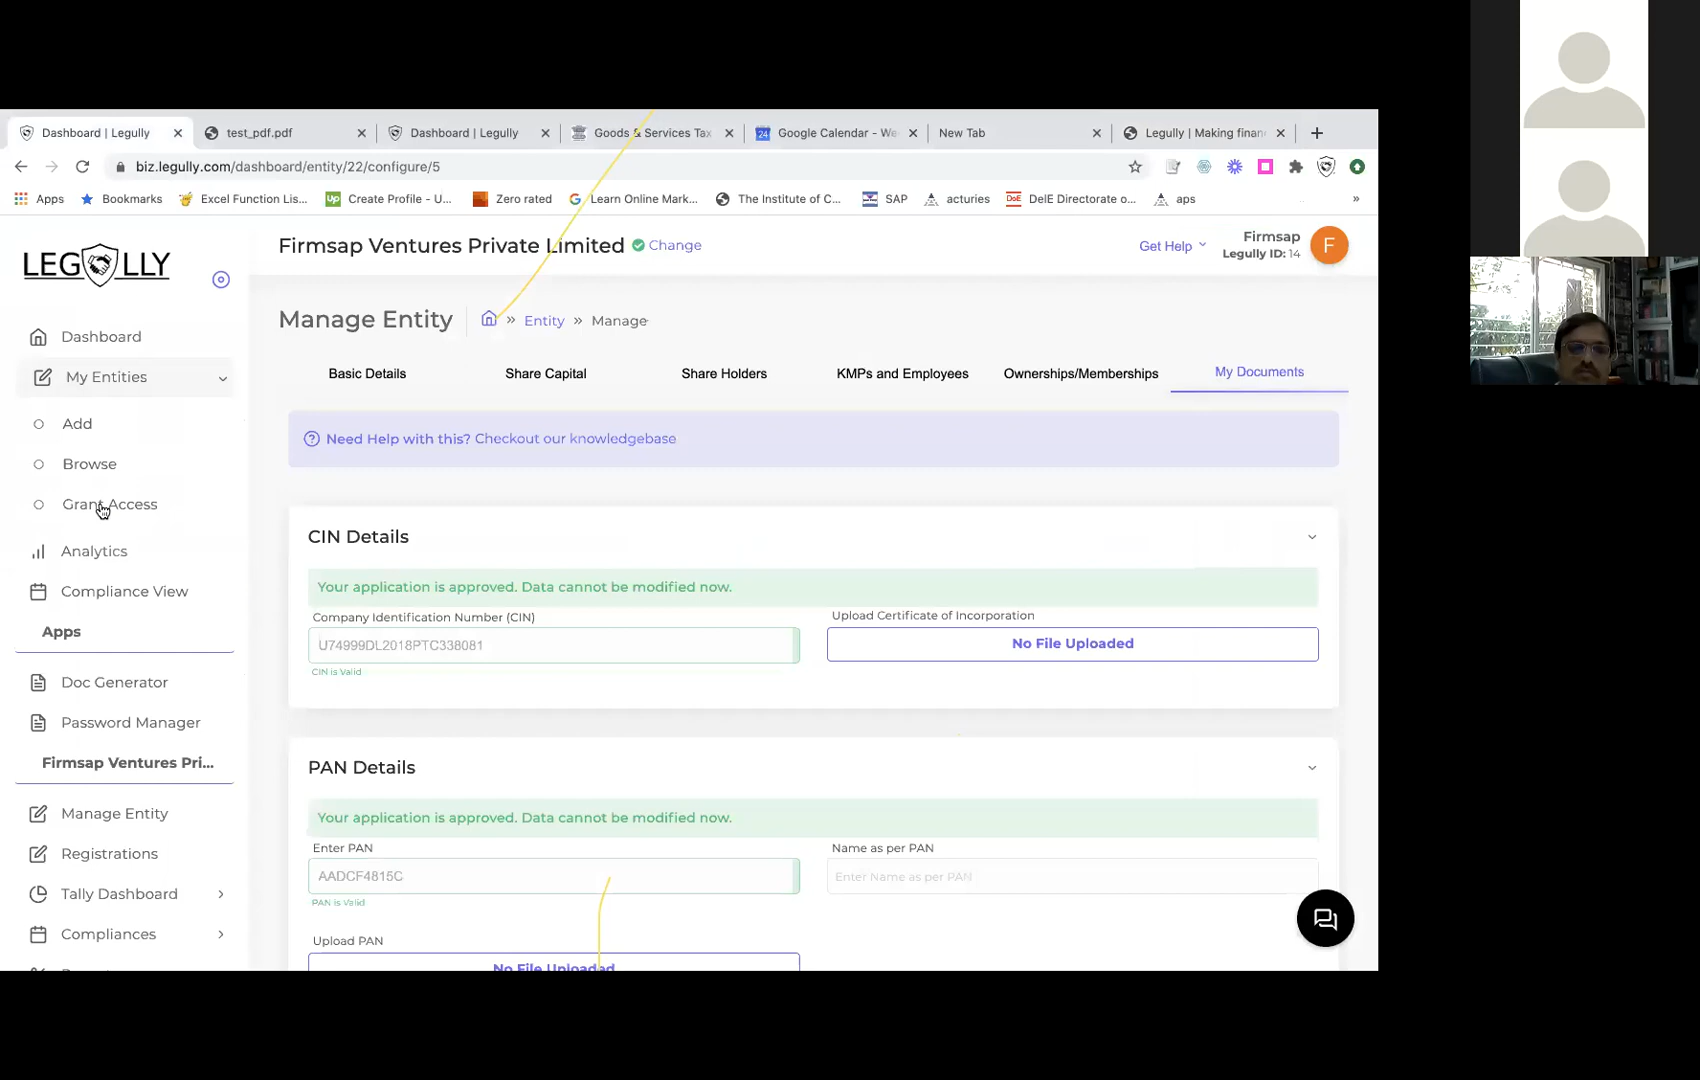 Dashboard | Legully
test_pdf.pdf
Dashboard | Legully
Goods & Services Tax
Google Calendar - We
New Tab
Legully | Making finan
biz.legully.com/dashboard/entity/22/configure/5
Apps
Bookmarks
Excel Function Lis...
Create Profile - U...
Zero rated
Learn Online Mark...
The Institute of C...
SAP
acturies
DelE Directorate o...
aps
LEGULLY
Firmsap Ventures Private Limited
Change
Get Help
Firmsap
Legully ID: 14
F
Dashboard
My Entities
Add
Browse
Grant Access
Analytics
Compliance View
Apps
Doc Generator
Password Manager
Firmsap Ventures Pri...
Manage Entity
Registrations
Tally Dashboard
Compliances
Manage Entity
» Entity » Manage
Basic Details
Share Capital
Share Holders
KMPs and Employees
Ownerships/Memberships
My Documents
Need Help with this? Checkout our knowledgebase
CIN Details
Your application is approved. Data cannot be modified now.
Company Identification Number (CIN)
Upload Certificate of Incorporation
U74999DL2018PTC338081
No File Uploaded
CIN is Valid
PAN Details
Your application is approved. Data cannot be modified now.
Enter PAN
Name as per PAN
AADCF4815C
Enter Name as per PAN
PAN is Valid
Upload PAN
No File Uploaded